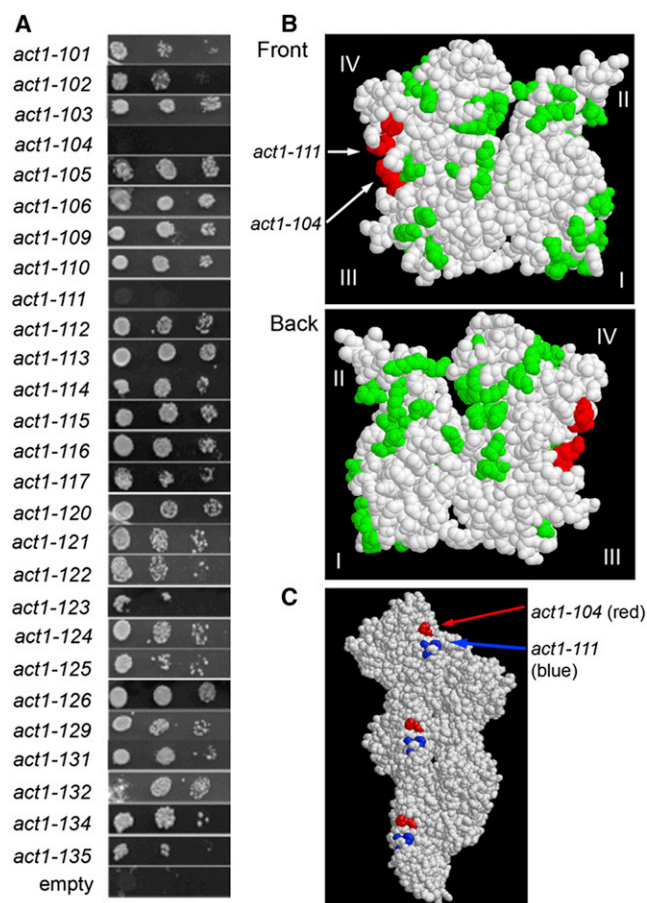 A
act1-101
act1-102
act1-103
act1-104
act1-105
act1-106
act1-109
act1-110
act1-111
act1-112
act1-113
act1-114
act1-115
act1-116
act1-117
act1-120
act1-121
act1-122
act1-123
act1-124
act1-125
act1-126
act1-129
act1-131
act1-132
act1-134
act1-135
empty
B
Front
IV
II
act1-111
act1-104
III
I
Back
IV
II
I
III
C
act1-104 (red)
act1-111
(blue)